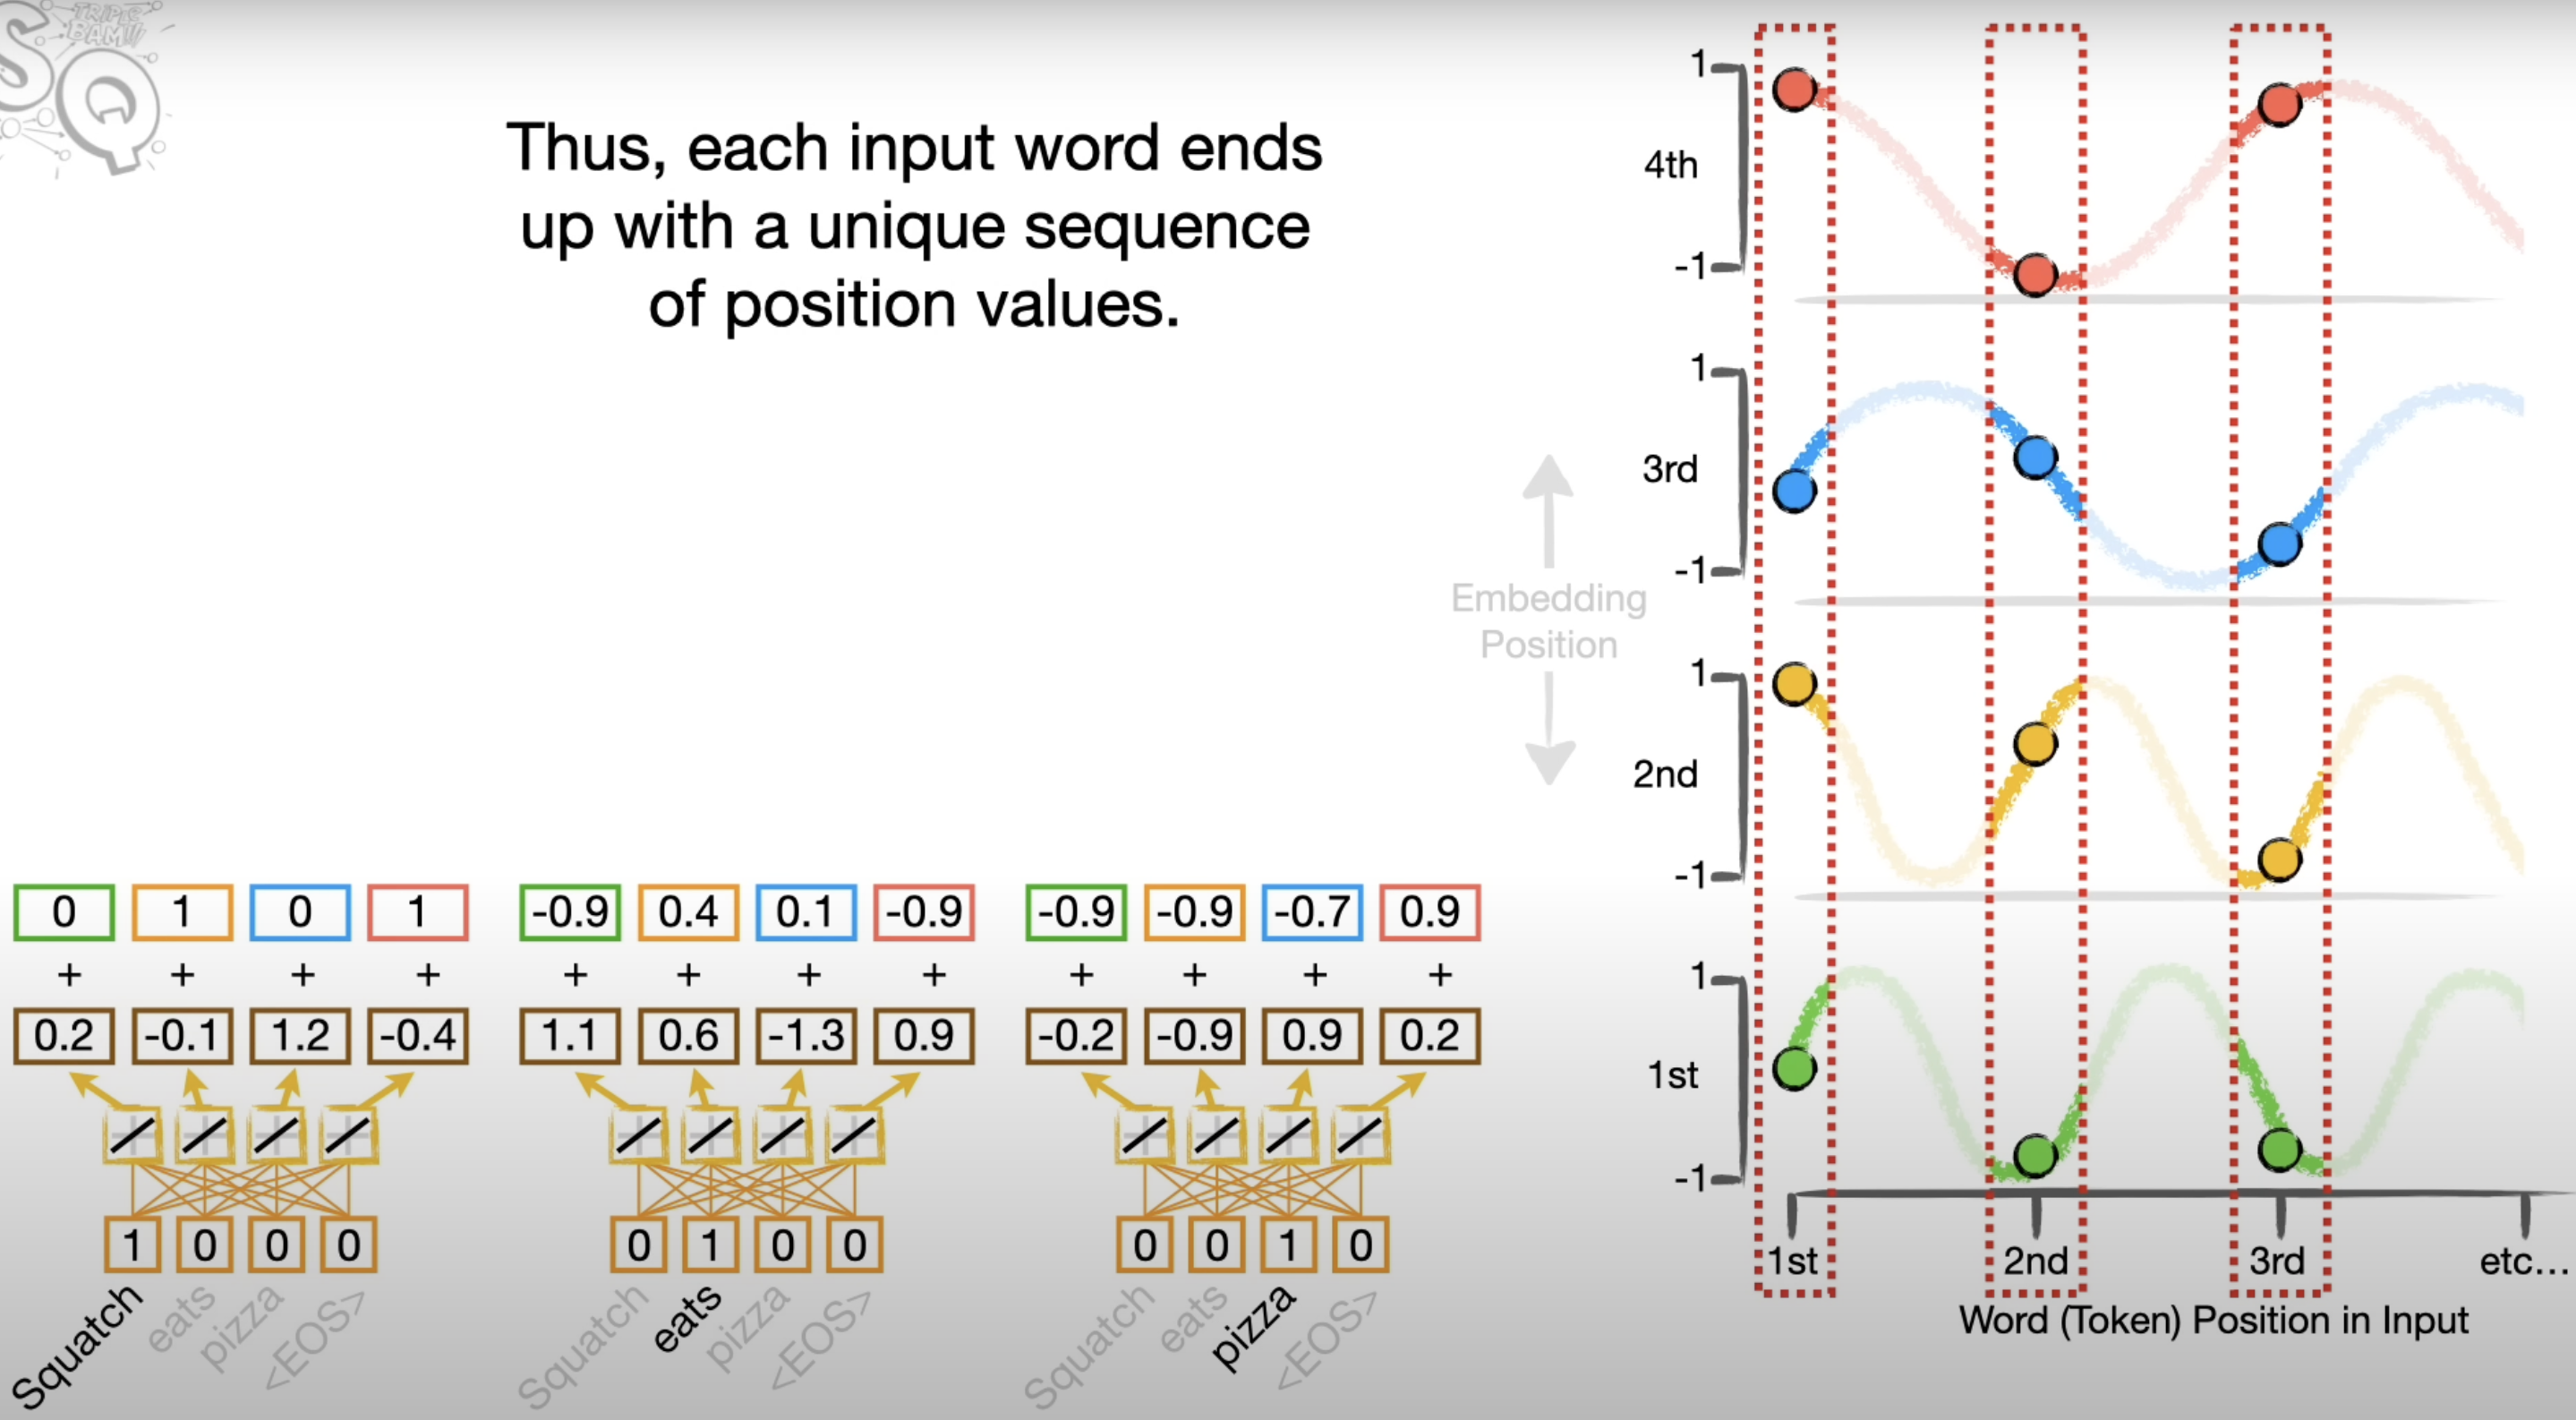 TRIPLE
BAM!!!
SQ
Thus, each input word ends
up with a unique sequence
of position values.
1
4th
-1
1
3rd
-1
Embedding
Position
1
2nd
-1
1
1st
-1
1st 2nd 3rd etc...
Word (Token) Position in Input
0 1 0 1 -0.9 0.4 0.1 -0.9 -0.9 -0.9 -0.7 0.9
+ + + + + + + + + + + +
0.2 -0.1 1.2 -0.4 1.1 0.6 -1.3 0.9 -0.2 -0.9 0.9 0.2
1 0 0 0 0 1 0 0 0 0 1 0
Squatch eats pizza <EOS> Squatch eats pizza <EOS> Squatch eats pizza <EOS>